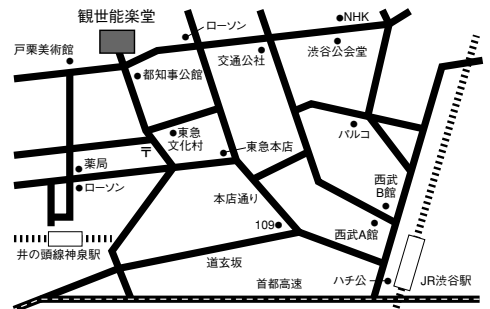 観世能楽堂
ローソン
NHK
戸栗美術館
交通公社
渋谷公会堂
都知事公館
東急
文化村
パルコ
〒
東急本店
薬局
ローソン
本店通り
西武
B館
109
西武A館
井の頭線神泉駅
道玄坂
首都高速
ハチ公
JR渋谷駅